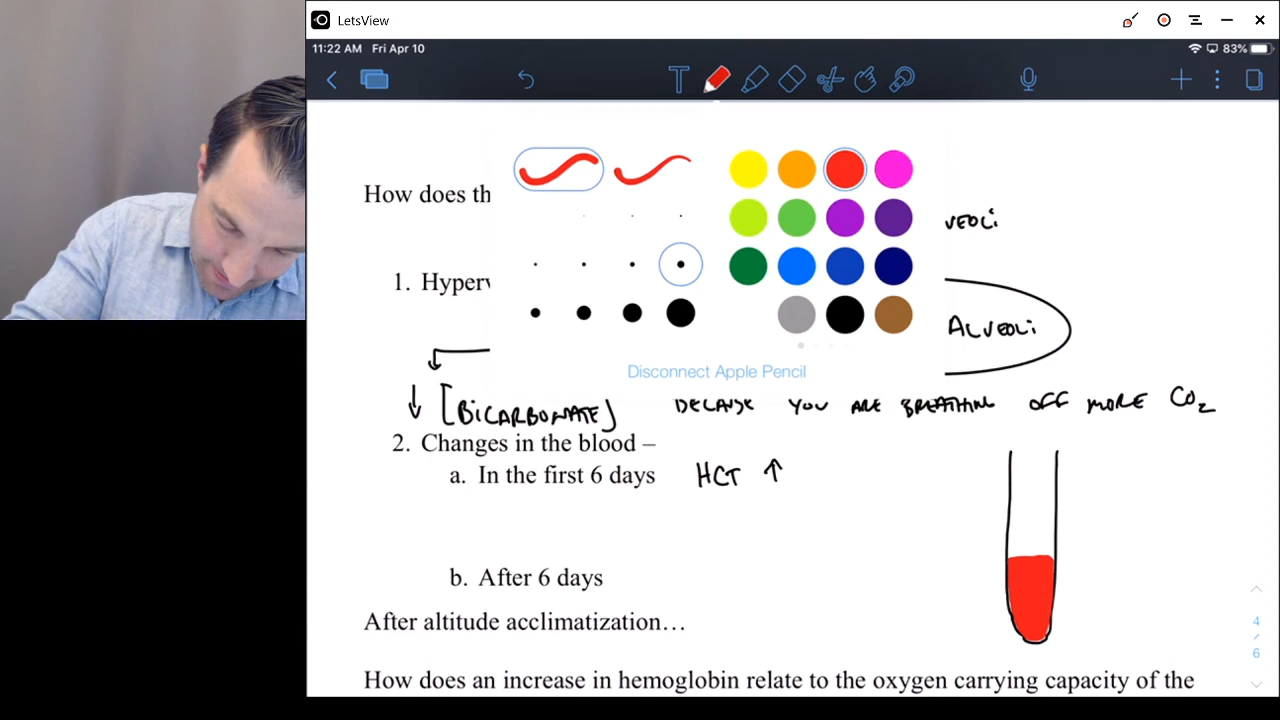 LetsView
11:22 AM Fri Apr 10
83%
T
How does th
VEOLI
1. Hyperv
ALVEOLI
Disconnect Apple Pencil
↓ [BICARBONATE] BECAUSE YOU ARE BREATHING OFF MORE CO2
2. Changes in the blood –
a. In the first 6 days HCT ↑
b. After 6 days
4
/
6
After altitude acclimatization…
How does an increase in hemoglobin relate to the oxygen carrying capacity of the